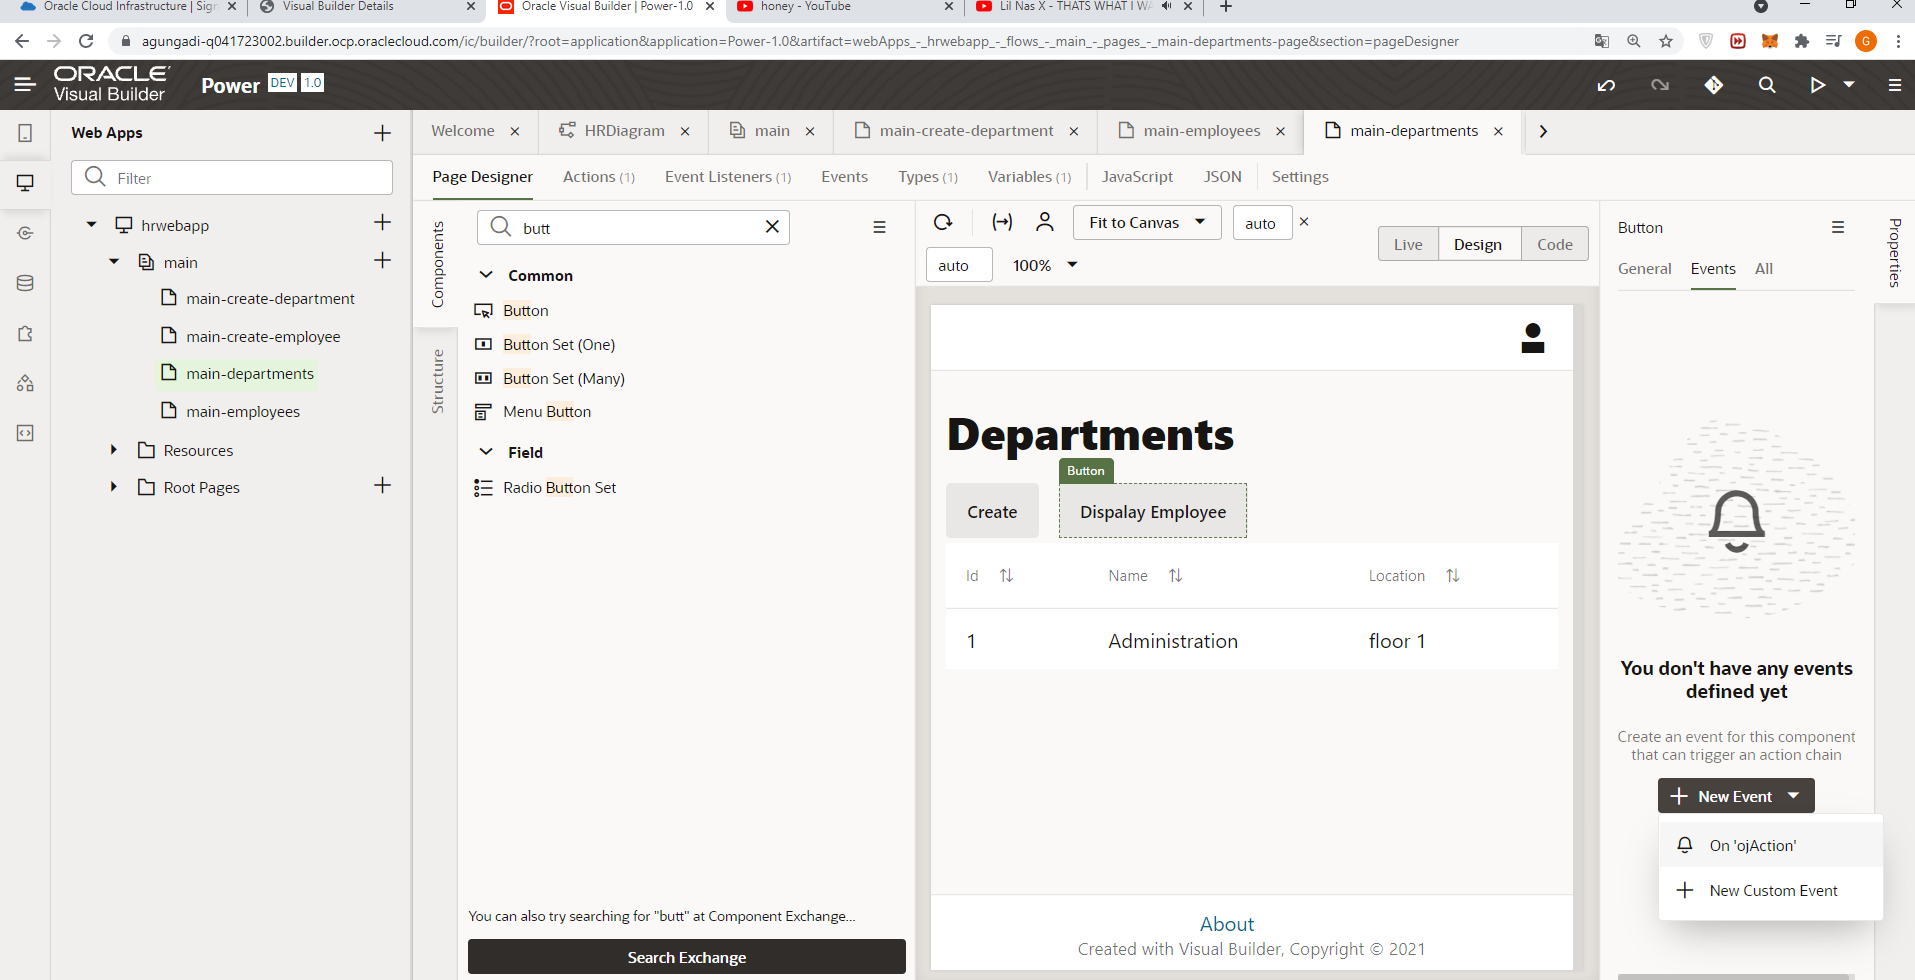 Oracle Cloud Infrastructure | Sign
Visual Builder Details
Oracle Visual Builder | Power-1.0
honey - YouTube
Lil Nas X - THATS WHAT I WA
agungadi-q041723002.builder.ocp.oraclecloud.com/ic/builder/?root=application&application=Power-1.0&artifact=webApps_-_hrwebapp_-_flows_-_main_-_pages_-_main-departments-page&section=pageDesigner
G
ORACLE
Visual Builder
Power DEV 1.0
Web Apps
Filter
hrwebapp
main
main-create-department
main-create-employee
main-departments
main-employees
Resources
Root Pages
Welcome
HRDiagram
main
main-create-department
main-employees
main-departments
Page Designer
Actions (1)
Event Listeners (1)
Events
Types (1)
Variables (1)
JavaScript
JSON
Settings
Components
Structure
butt
Common
Button
Button Set (One)
Button Set (Many)
Menu Button
Field
Radio Button Set
You can also try searching for "butt" at Component Exchange...
Search Exchange
Fit to Canvas
auto
auto
100%
Live
Design
Code
Departments
Button
Create
Dispalay Employee
Id
Name
Location
1
Administration
floor 1
About
Created with Visual Builder, Copyright © 2021
Button
General
Events
All
Properties
You don't have any events
defined yet
Create an event for this component
that can trigger an action chain
New Event
On 'ojAction'
New Custom Event